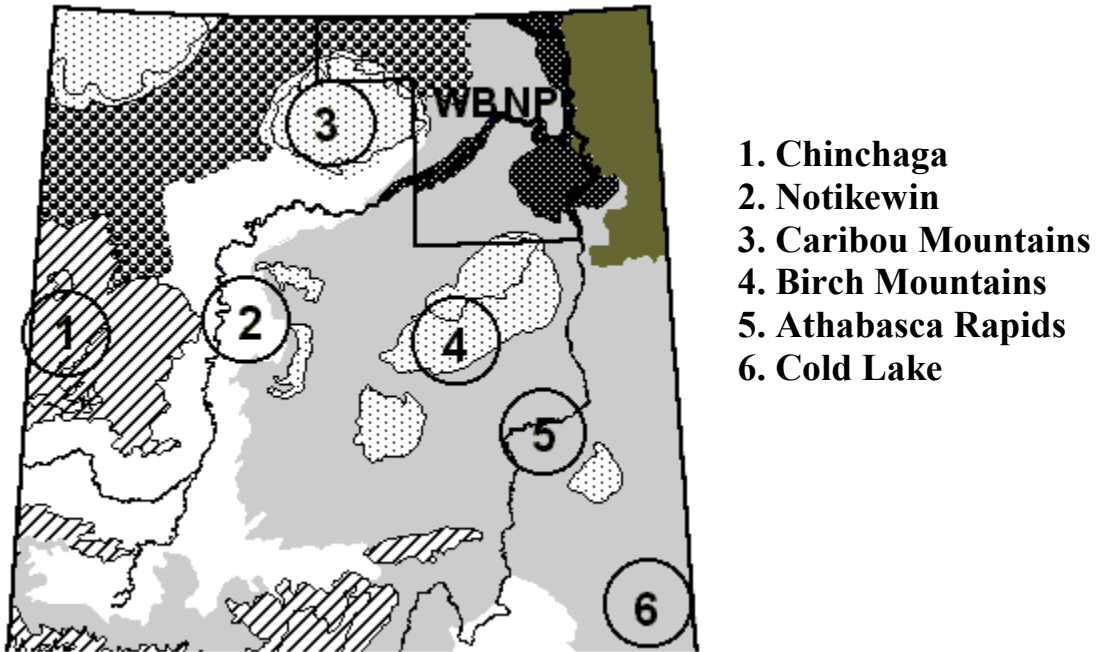 WBNP
3
1. Chinchaga
2. Notikewin
3. Caribou Mountains
4. Birch Mountains
5. Athabasca Rapids
6. Cold Lake
1
2
4
5
6